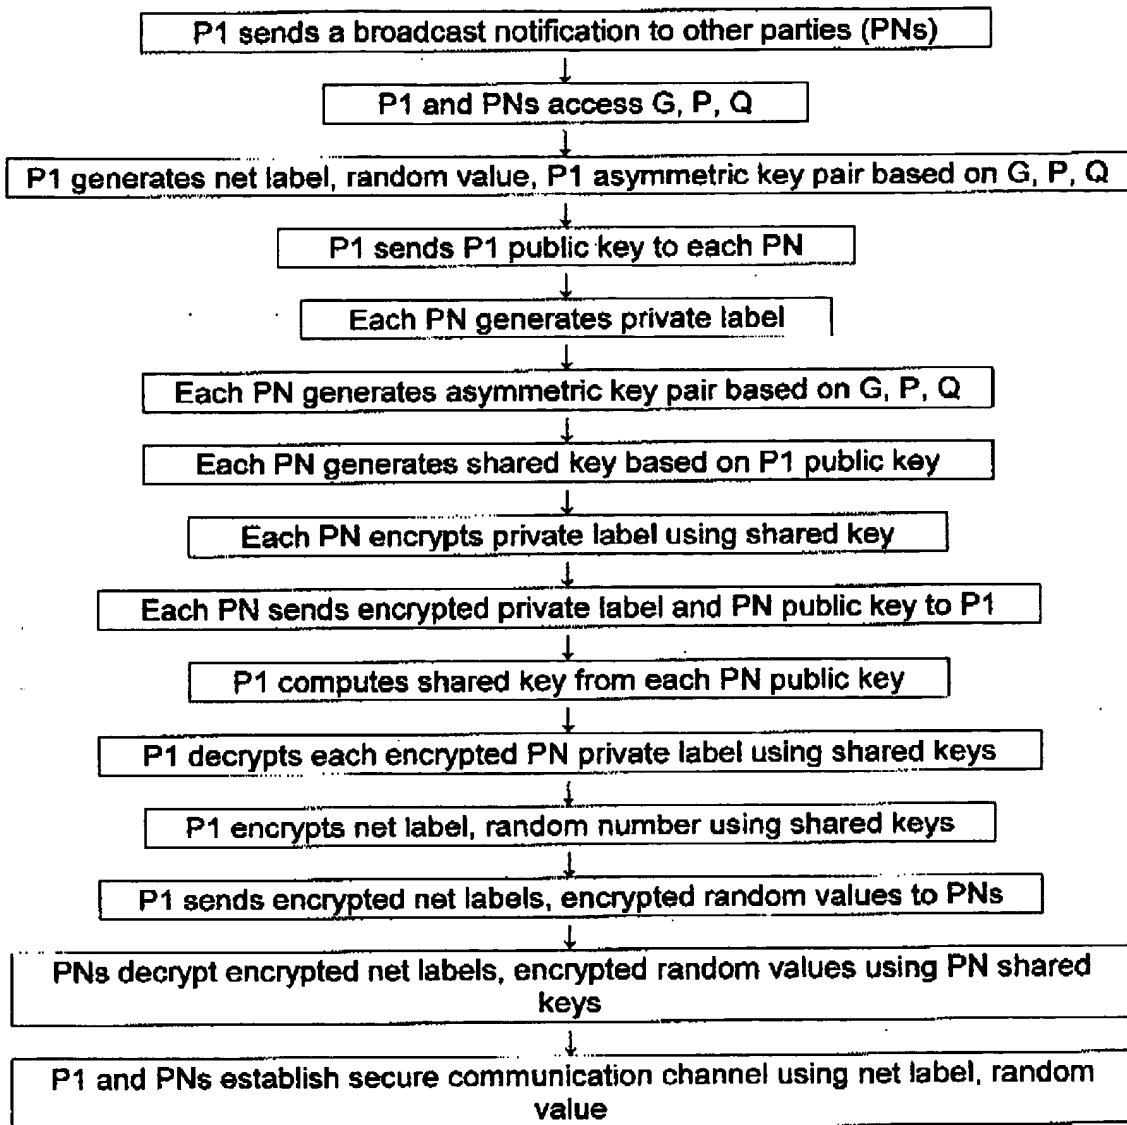 P1 sends a broadcast notification to other parties (PNs)
P1 and PNs access G, P, Q
P1 generates net label, random value, P1 asymmetric key pair based on G, P, Q
P1 sends P1 public key to each PN
Each PN generates private label
Each PN generates asymmetric key pair based on G, P, Q
Each PN generates shared key based on P1 public key
Each PN encrypts private label using shared key
Each PN sends encrypted private label and PN public key to P1
P1 computes shared key from each PN public key
P1 decrypts each encrypted PN private label using shared keys
P1 encrypts net label, random number using shared keys
P1 sends encrypted net labels, encrypted random values to PNs
PNs decrypt encrypted net labels, encrypted random values using PN shared
keys
P1 and PNs establish secure communication channel using net label, random
value